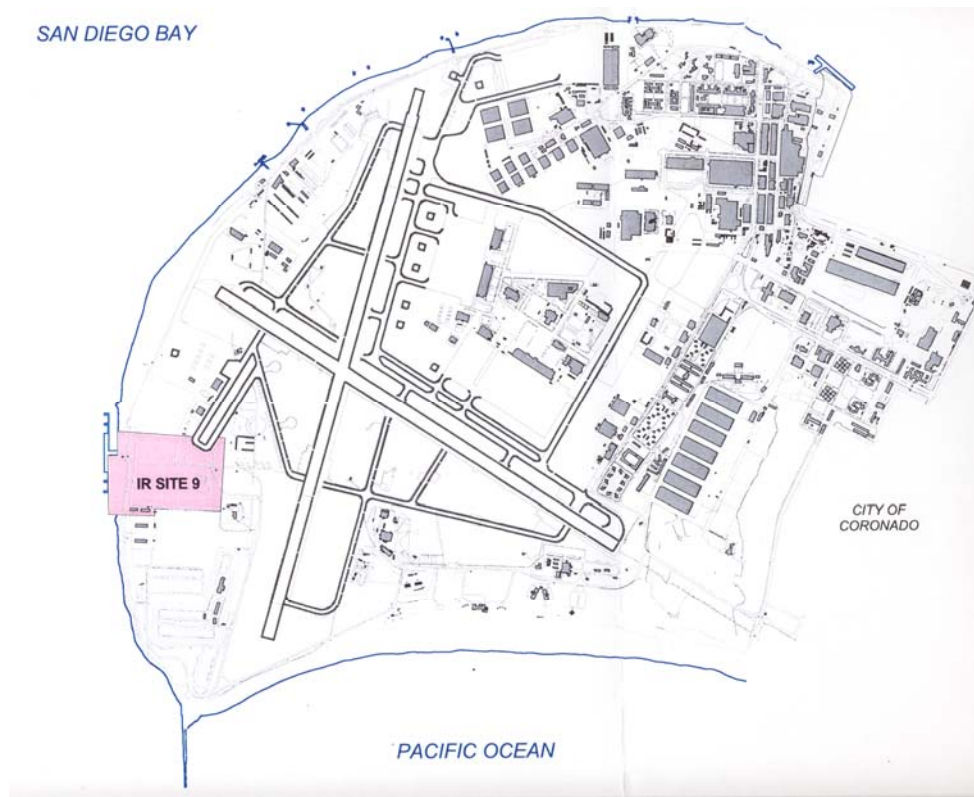 SAN DIEGO BAY
IR SITE 9
CITY OF
CORONADO
PACIFIC OCEAN